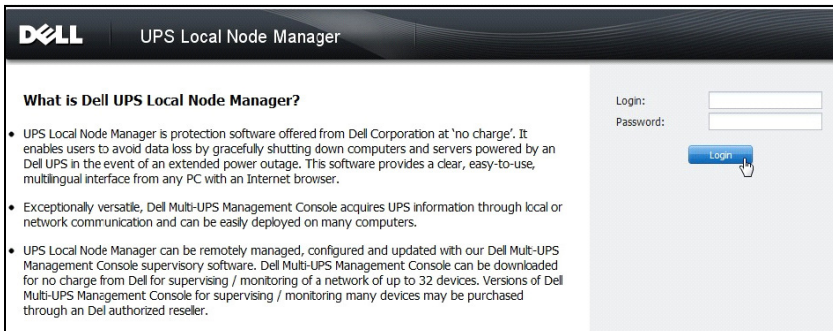 DELL
UPS Local Node Manager
What is Dell UPS Local Node Manager?
• UPS Local Node Manager is protection software offered from Dell Corporation at ‘no charge’. It
enables users to avoid data loss by gracefully shutting down computers and servers powered by an
Dell UPS in the event of an extended power outage. This software provides a clear, easy-to-use,
multilingual interface from any PC with an Internet browser.
• Exceptionally versatile, Dell Multi-UPS Management Console acquires UPS information through local or
network communication and can be easily deployed on many computers.
• UPS Local Node Manager can be remotely managed, configured and updated with our Dell Mult-UPS
Management Console supervisory software. Dell Multi-UPS Management Console can be downloaded
for no charge from Dell for supervising / monitoring of a network of up to 32 devices. Versions of Dell
Multi-UPS Management Console for supervising / monitoring many devices may be purchased
through an Del authorized reseller.
Login:
Password:
Login